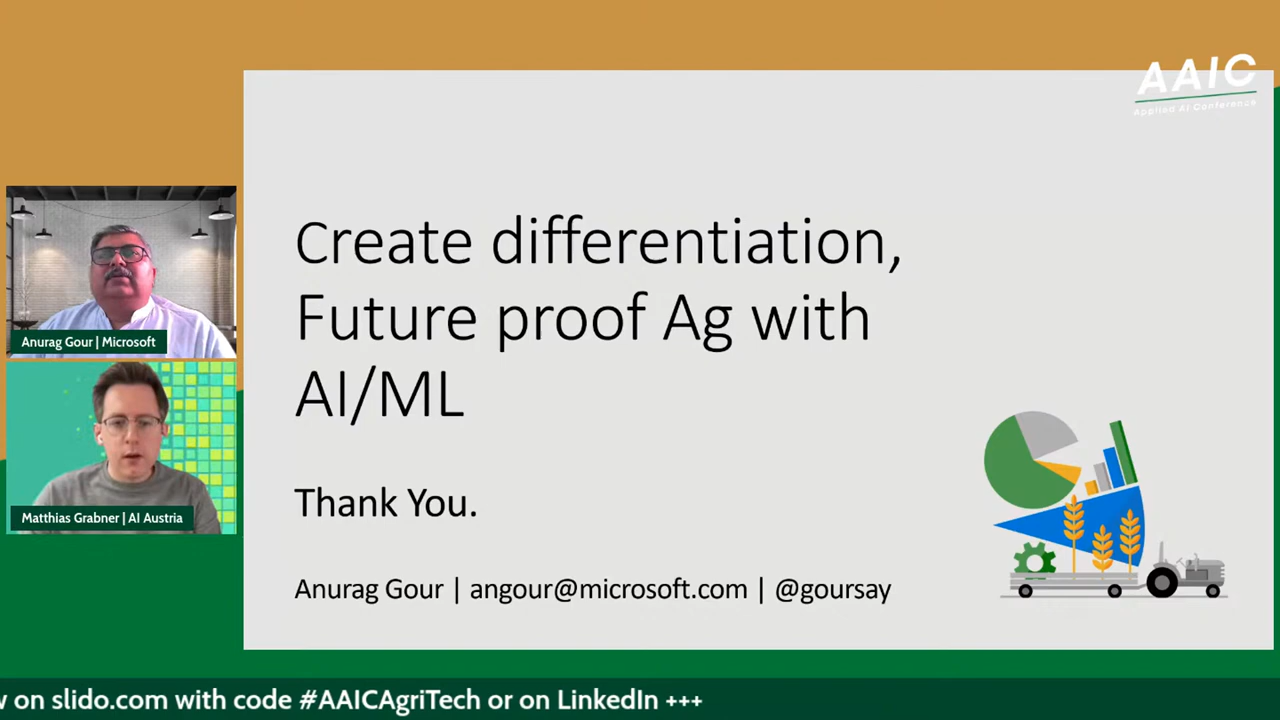 AAIC
Applied AI Conference
Create differentiation,
Future proof Ag with
AI/ML
Thank You.
Anurag Gour | angour@microsoft.com | @goursay
Anurag Gour | Microsoft
Matthias Grabner | AI Austria
on slido.com with code #AAICAgriTech or on LinkedIn +++